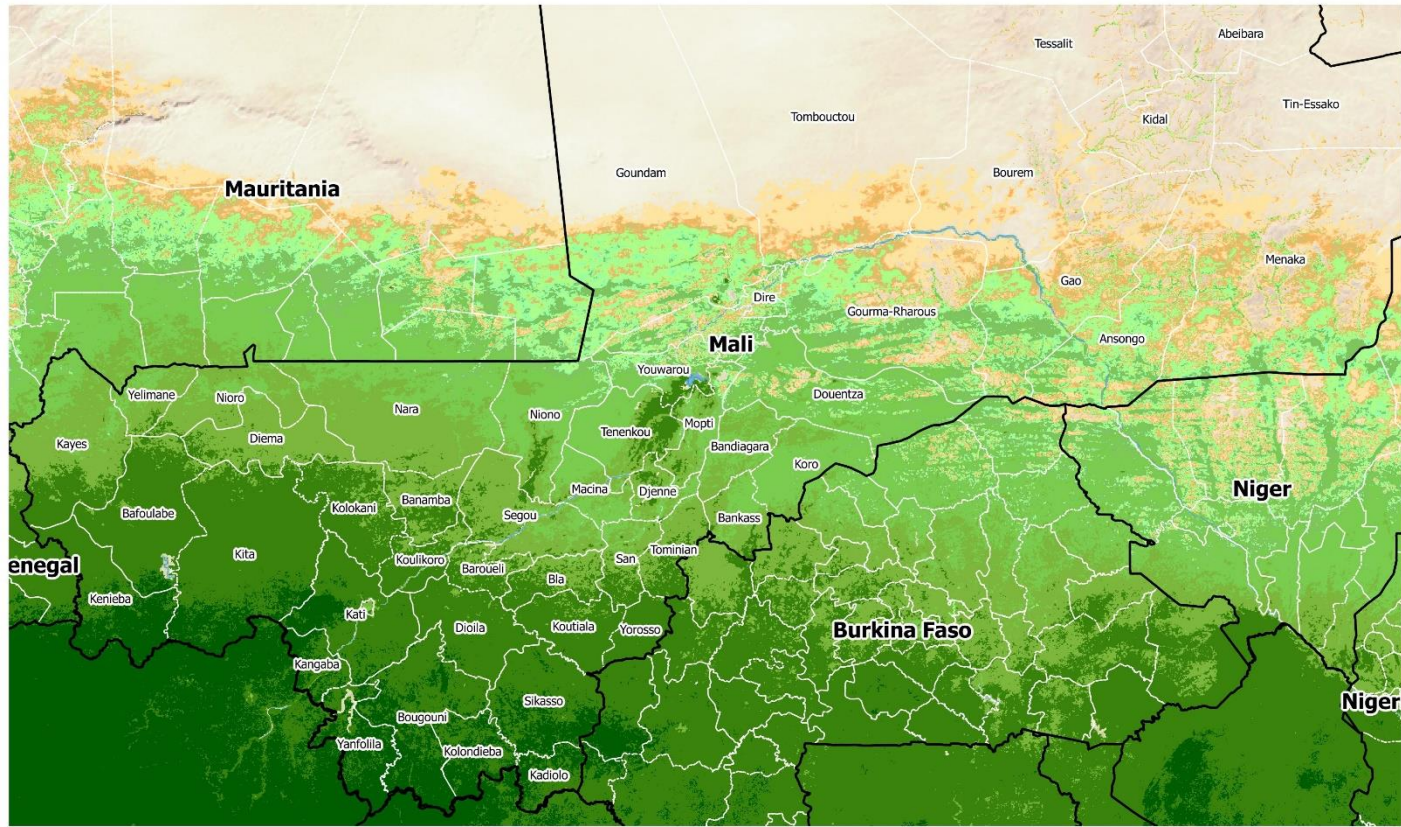 Abeibara
Tessalit
Tin-Essako
Tombouctou
Kidal
Goundam
Bourem
Mauritania
Menaka
Gao
Dire
Gourma-Rharous
Ansongo
Mali
Youwarou
Yelimane
Nioro
Douentza
Nara
Niono
Mopti
Tenenkou
Diema
Kayes
Bandiagara
Koro
Niger
Macina
Djenne
Banamba
Kolokani
Bafoulabe
Segou
Bankass
Kita
Tominian
San
Koulikoro
enegal
Baroueli
Bla
Kenieba
Kati
Dioila
Koutiala
Yorosso
Burkina Faso
Kangaba
Sikasso
Niger
Bougouni
Yanfolila
Kolondieba
Kadiolo